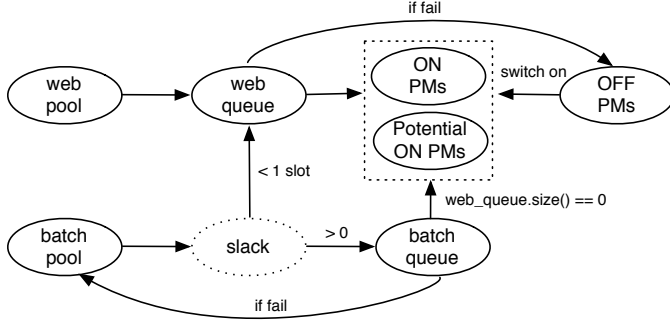 if fail
web
pool
web
queue
ON
PMs
Potential
ON PMs
switch on
OFF
PMs
< 1 slot
web_queue.size() == 0
batch
pool
slack
> 0
batch
queue
if fail